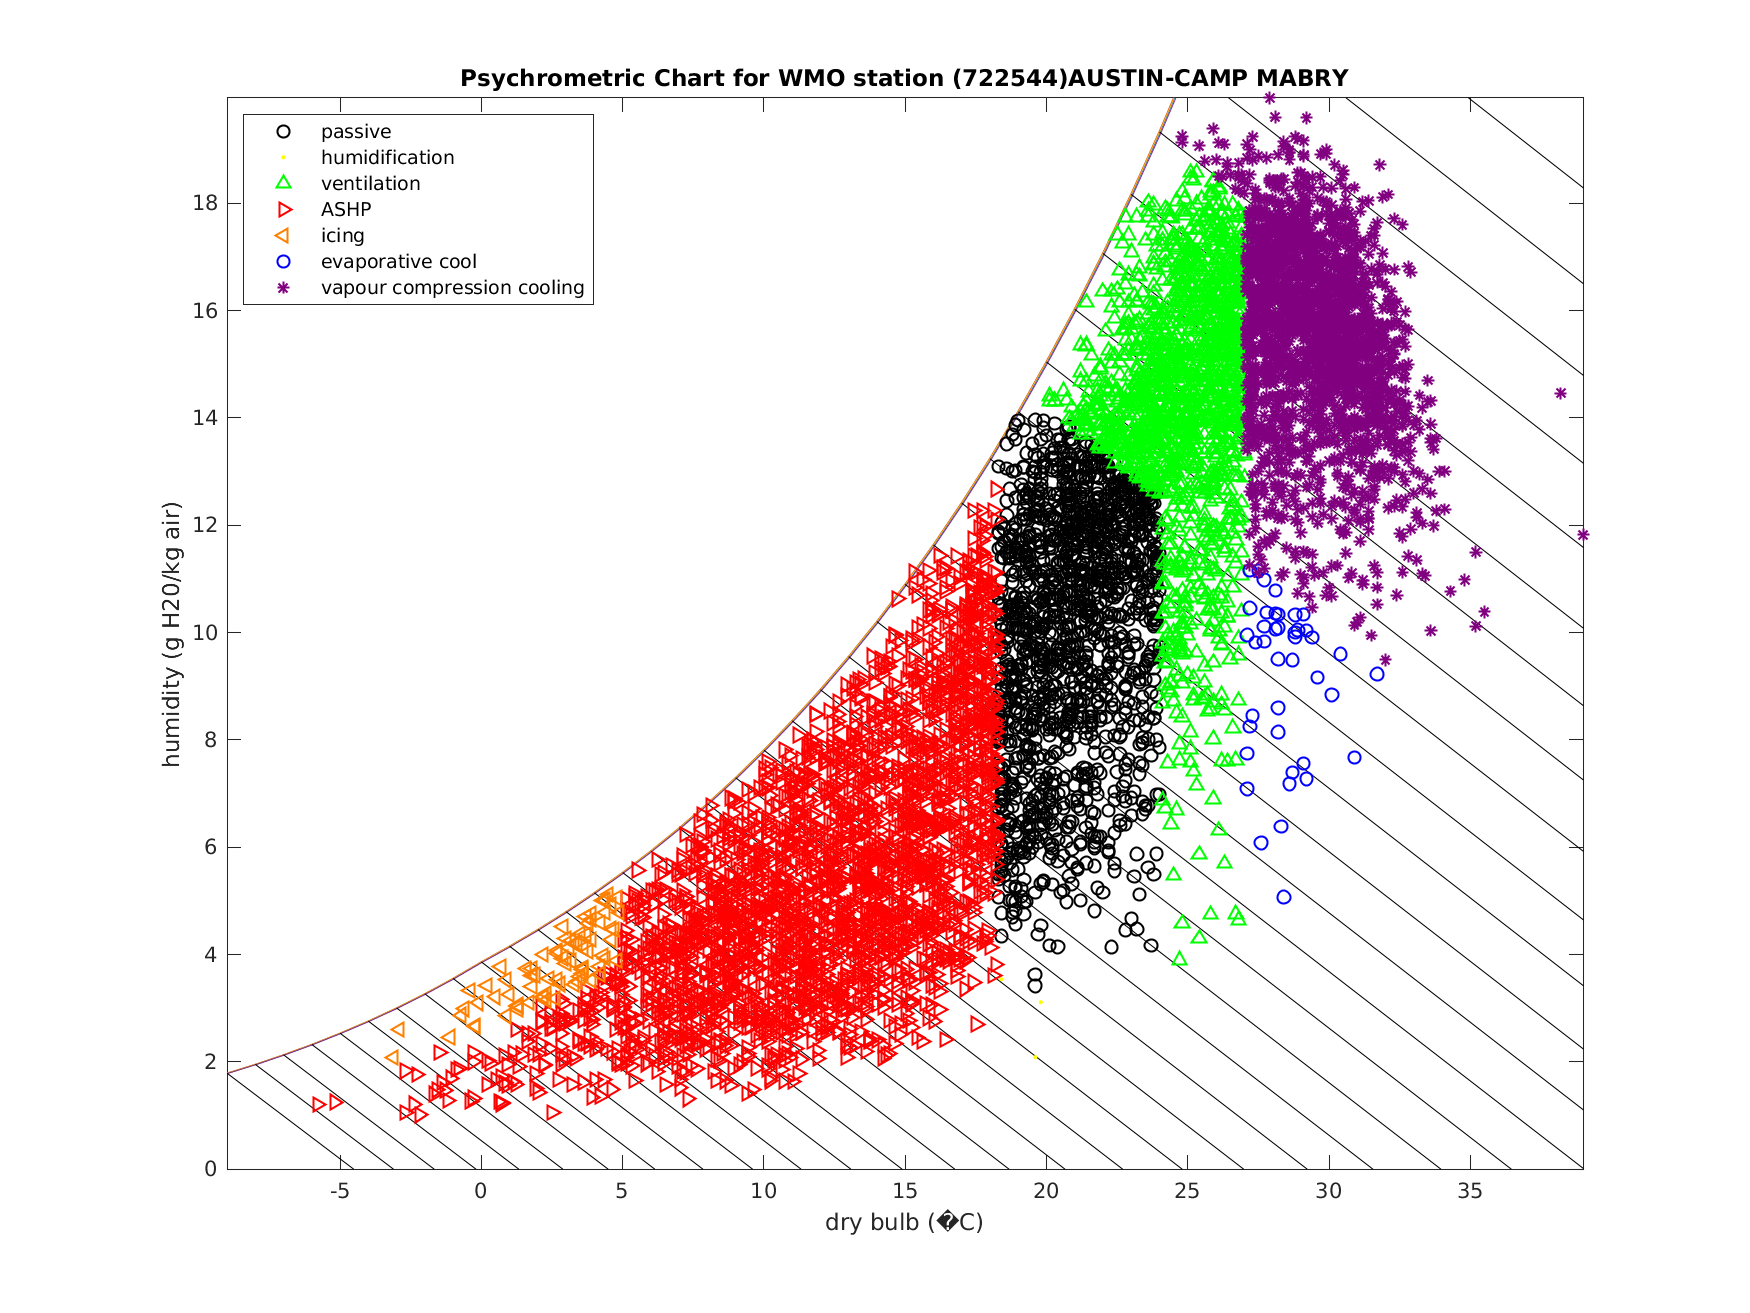 Psychrometric Chart for WMO station (722544)AUSTIN-CAMP MABRY
passive
humidification
ventilation
ASHP
icing
evaporative cool
vapour compression cooling
humidity (g H20/kg air)
18
16
14
12
10
8
6
4
2
0
-5 0 5 10 15 20 25 30 35
dry bulb (�C)